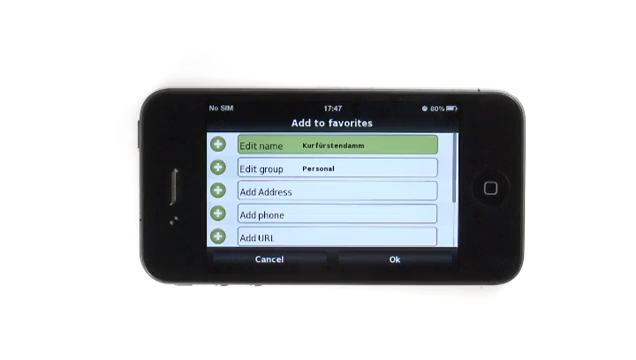 No SIM 17:47 80%
Add to favorites
Edit name Kurfürstendamm
Edit group Personal
Add Address
Add phone
Add URL
Cancel Ok